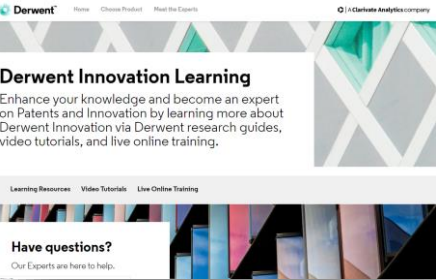 Derwent™ Home Choose Product Meet the Experts A Clarivate Analytics company
Derwent Innovation Learning
Enhance your knowledge and become an expert
on Patents and Innovation by learning more about
Derwent Innovation via Derwent research guides,
video tutorials, and live online training.
Learning Resources Video Tutorials Live Online Training
Have questions?
Our Experts are here to help.